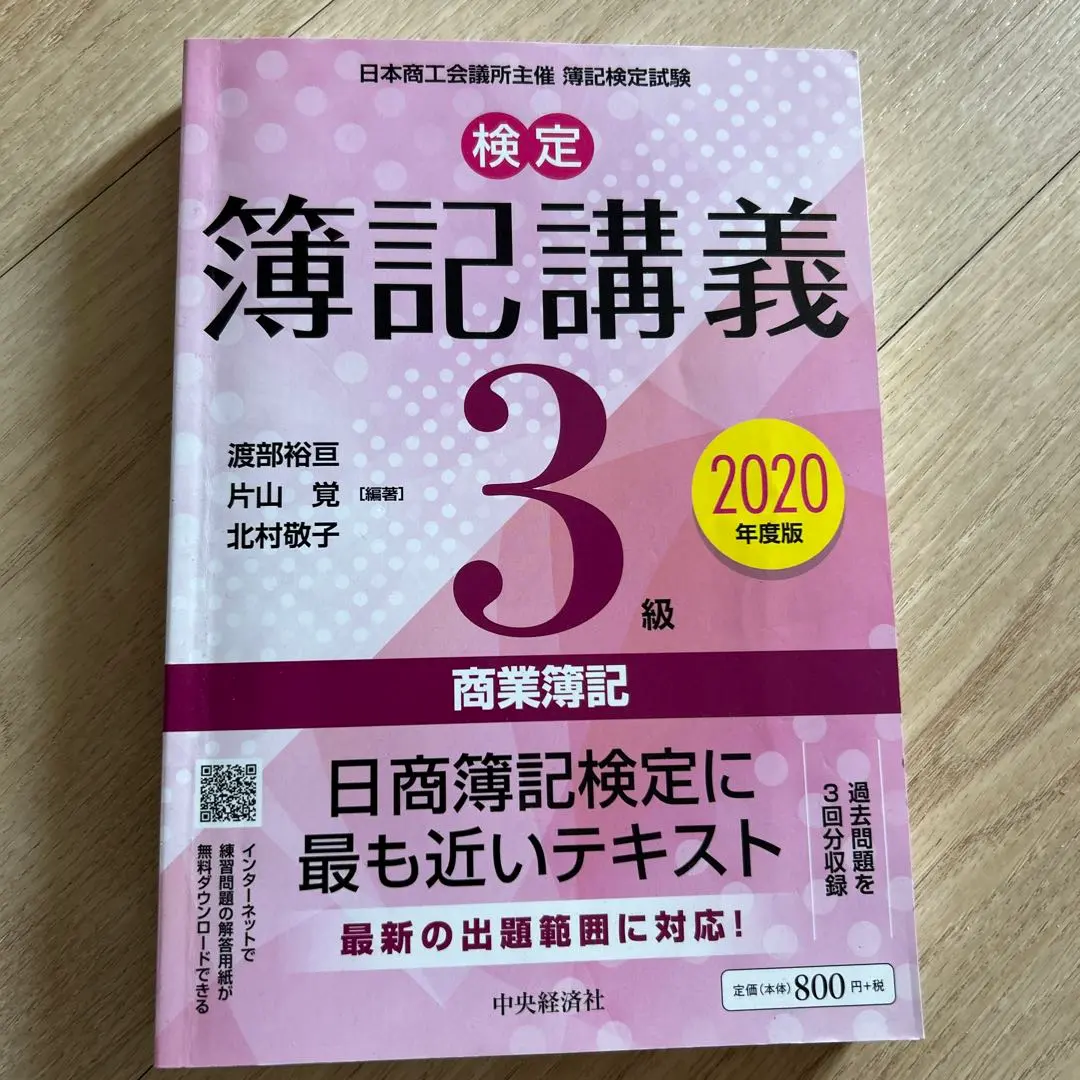 日本商工会議所主催 簿記検定試験
検定
簿記講義
3級
渡部裕亘
片山 覚
北村敬子
[編著]
2020
年度版
商業簿記
日商簿記検定に
最も近いテキスト
最新の出題範囲に対応！
過去問題を
3回分収録
インターネットで
練習問題の解答用紙が
無料ダウンロードできる
中央経済社
定価(本体)800円+税